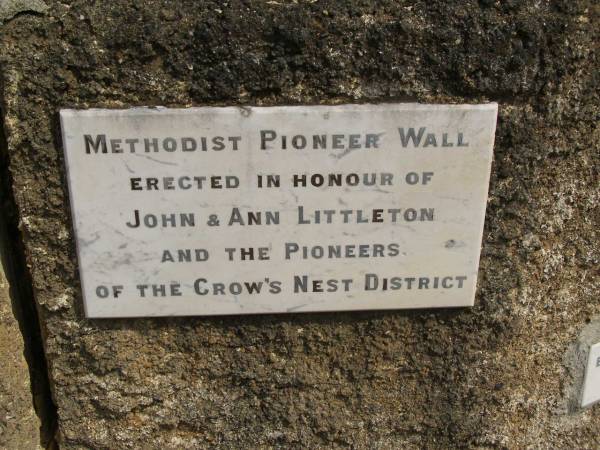 METHODIST PIONEER WALL
ERECTED IN HONOUR OF
JOHN & ANN LITTLETON
AND THE PIONEERS
OF THE CROW'S NEST DISTRICT